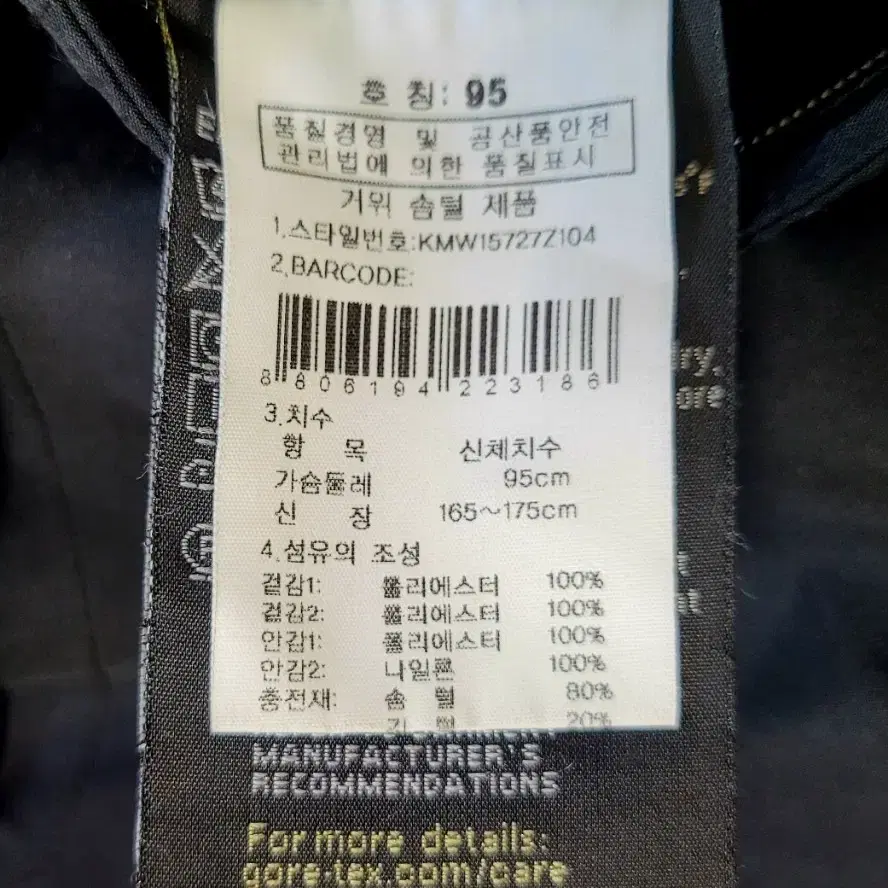 호 칭: 95
품질경영 및 공산품안전
관리법에 의한 품질표시
거위 솜털 제품
1.스타일번호:KMW15727Z104
2.BARCODE:
8806194223186
3.치수
항 목 신체치수
가슴둘레 95cm
신 장 165~175cm
4.섬유의 조성
겉감1: 폴리에스터 100%
겉감2: 폴리에스터 100%
안감1: 폴리에스터 100%
안감2: 나일론 100%
충전재: 솜 털 80%
깃 털 20%
MANUFACTURER'S
RECOMMENDATIONS
For more details:
gore-tex.com/care